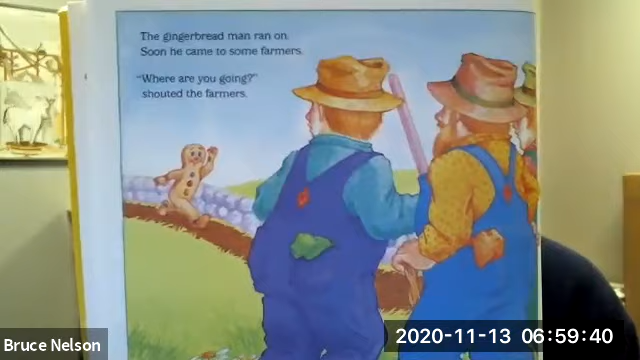 The gingerbread man ran on.
Soon he came to some farmers.
"Where are you going?"
shouted the farmers.
Bruce Nelson
2020-11-13 06:59:40